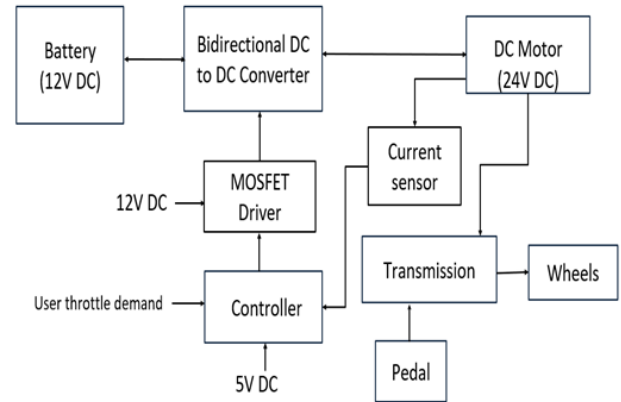 Battery
(12V DC)
Bidirectional DC
to DC Converter
DC Motor
(24V DC)
Current
sensor
MOSFET
Driver
12V DC
Transmission
Wheels
User throttle demand
Controller
Pedal
5V DC